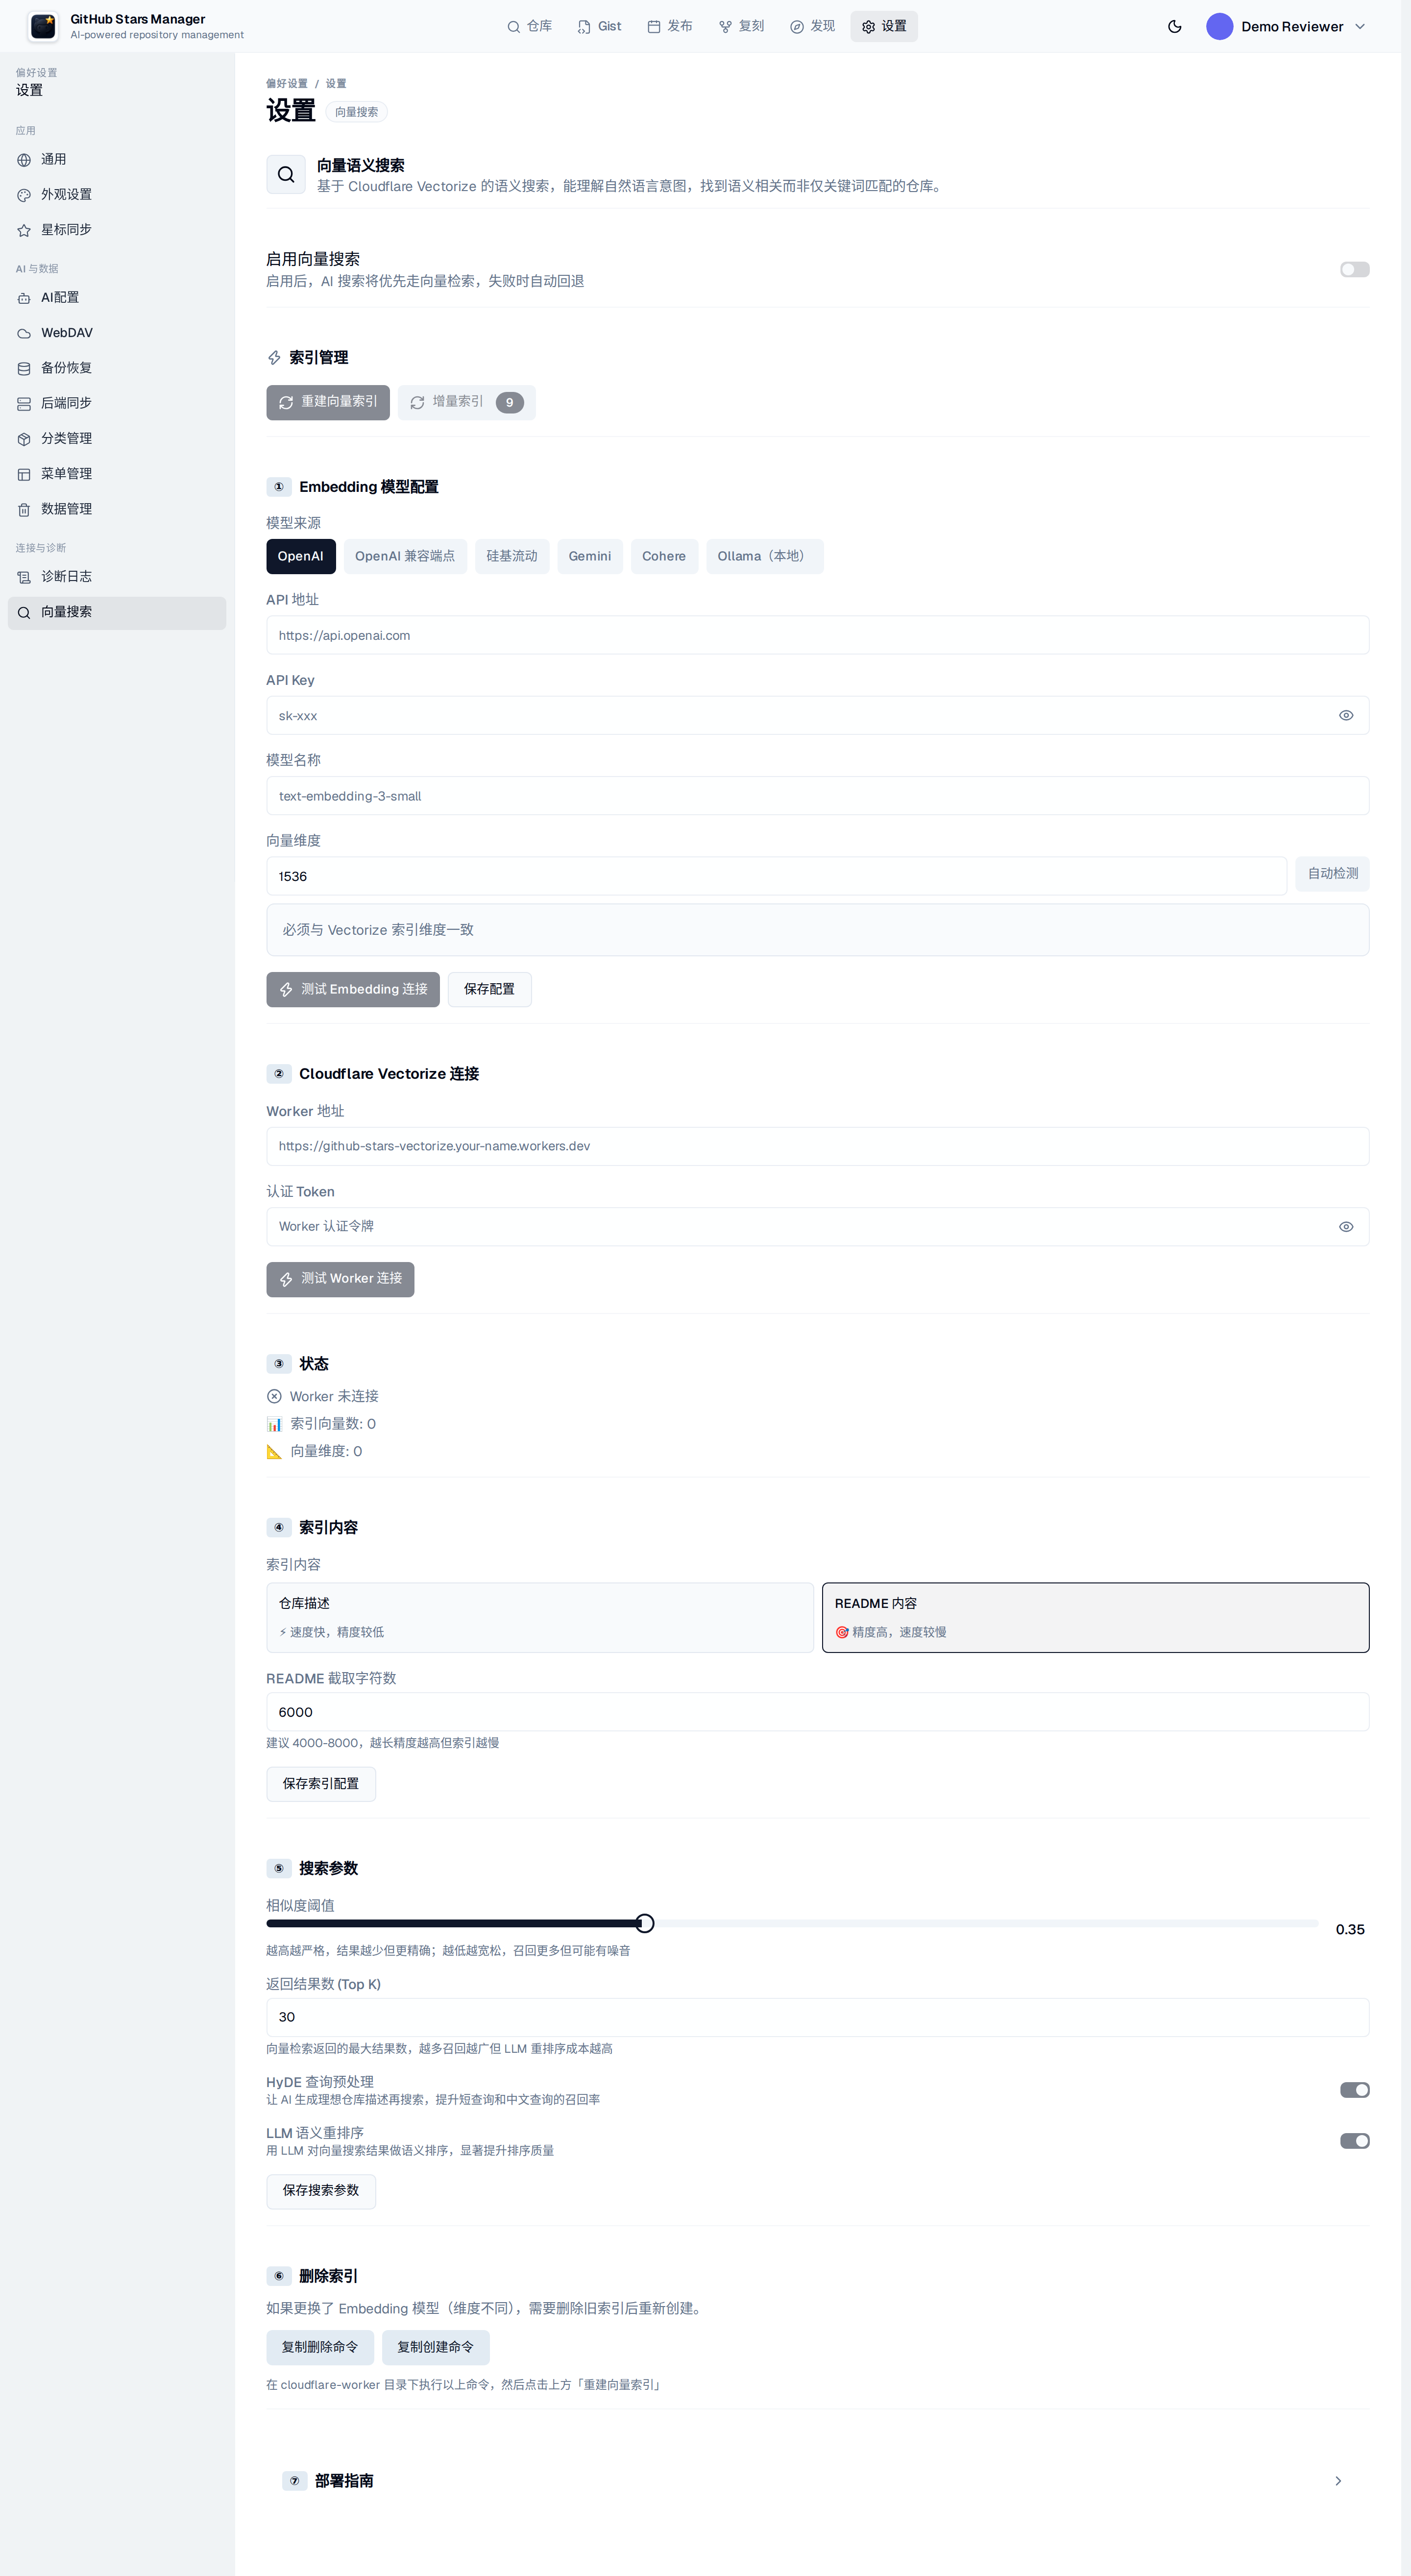 GitHub Stars Manager
AI-powered repository management
仓库
Gist
发布
复刻
发现
设置
Demo Reviewer
偏好设置
设置
应用
通用
外观设置
星标同步
AI 与数据
AI配置
WebDAV
备份恢复
后端同步
分类管理
菜单管理
数据管理
连接与诊断
诊断日志
向量搜索
偏好设置 / 设置
设置 向量搜索
向量语义搜索
基于 Cloudflare Vectorize 的语义搜索，能理解自然语言意图，找到语义相关而非仅关键词匹配的仓库。
启用向量搜索
启用后，AI 搜索将优先走向量检索，失败时自动回退
索引管理
重建向量索引
增量索引 9
① Embedding 模型配置
模型来源
OpenAI
OpenAI 兼容端点
硅基流动
Gemini
Cohere
Ollama（本地）
API 地址
https://api.openai.com
API Key
sk-xxx
模型名称
text-embedding-3-small
向量维度
1536
自动检测
必须与 Vectorize 索引维度一致
测试 Embedding 连接
保存配置
② Cloudflare Vectorize 连接
Worker 地址
https://github-stars-vectorize.your-name.workers.dev
认证 Token
Worker 认证令牌
测试 Worker 连接
③ 状态
Worker 未连接
📊 索引向量数: 0
📐 向量维度: 0
④ 索引内容
索引内容
仓库描述
⚡ 速度快，精度较低
README 内容
🎯 精度高，速度较慢
README 截取字符数
6000
建议 4000-8000，越长精度越高但索引越慢
保存索引配置
⑤ 搜索参数
相似度阈值
0.35
越高越严格，结果越少但更精确；越低越宽松，召回更多但可能有噪音
返回结果数 (Top K)
30
向量检索返回的最大结果数，越多召回越广但 LLM 重排序成本越高
HyDE 查询预处理
让 AI 生成理想仓库描述再搜索，提升短查询和中文查询的召回率
LLM 语义重排序
用 LLM 对向量搜索结果做语义排序，显著提升排序质量
保存搜索参数
⑥ 删除索引
如果更换了 Embedding 模型（维度不同），需要删除旧索引后重新创建。
复制删除命令
复制创建命令
在 cloudflare-worker 目录下执行以上命令，然后点击上方「重建向量索引」
⑦ 部署指南